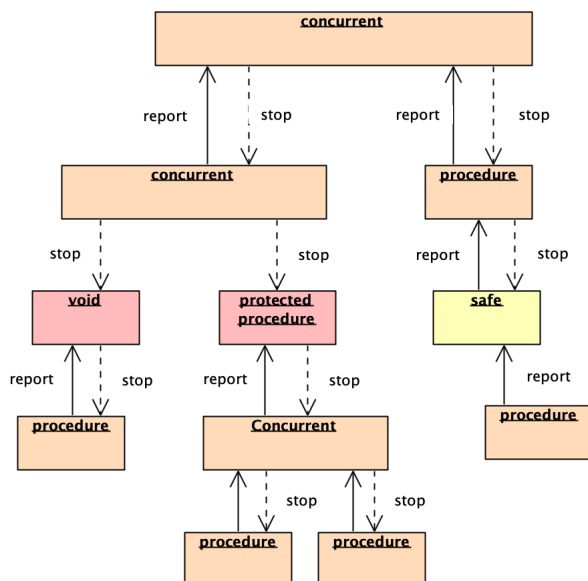 concurrent
report
stop
report
stop
concurrent
procedure
stop
stop
report
stop
void
protected
procedure
safe
report
stop
report
stop
report
procedure
Concurrent
procedure
stop
stop
procedure
procedure